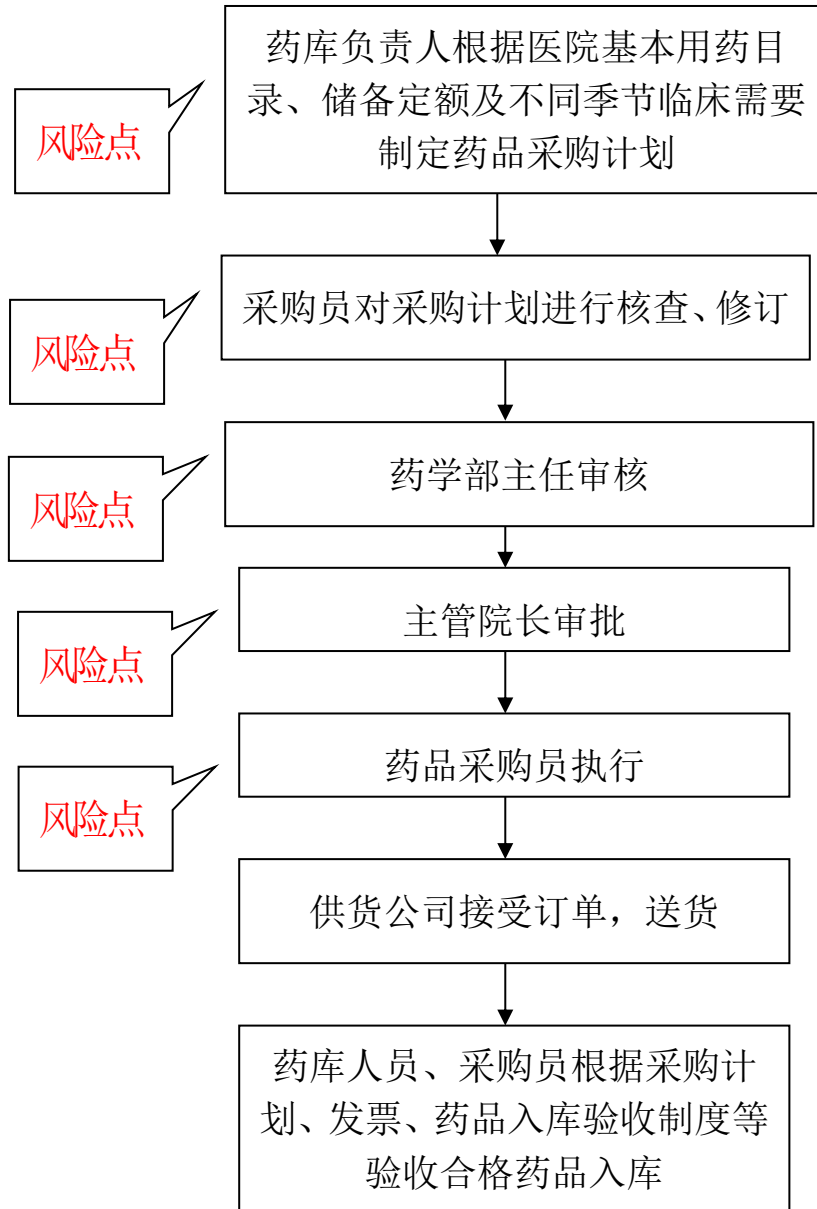 药库负责人根据医院基本用药目
录、储备定额及不同季节临床需要
制定药品采购计划
风险点
采购员对采购计划进行核查、修订
风险点
药学部主任审核
风险点
主管院长审批
风险点
药品采购员执行
风险点
供货公司接受订单，送货
药库人员、采购员根据采购计
划、发票、药品入库验收制度等
验收合格药品入库